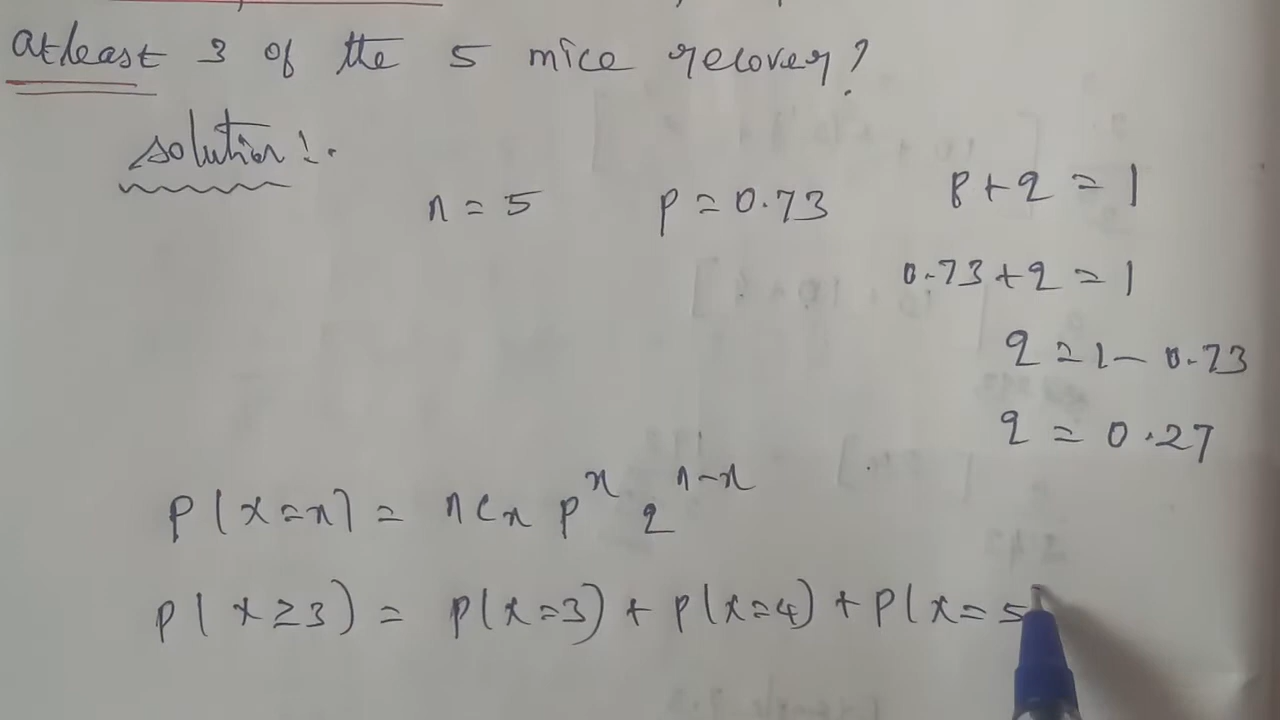 atleast 3 of the 5 mice recover?
Solution:.
n = 5 p = 0.73 p + q = 1
0.73 + q = 1
q = 1 - 0.73
q = 0.27
P(X=x) = nCx p^x q^n-x
P(X≥3) = P(X=3) + P(X=4) + P(X=5